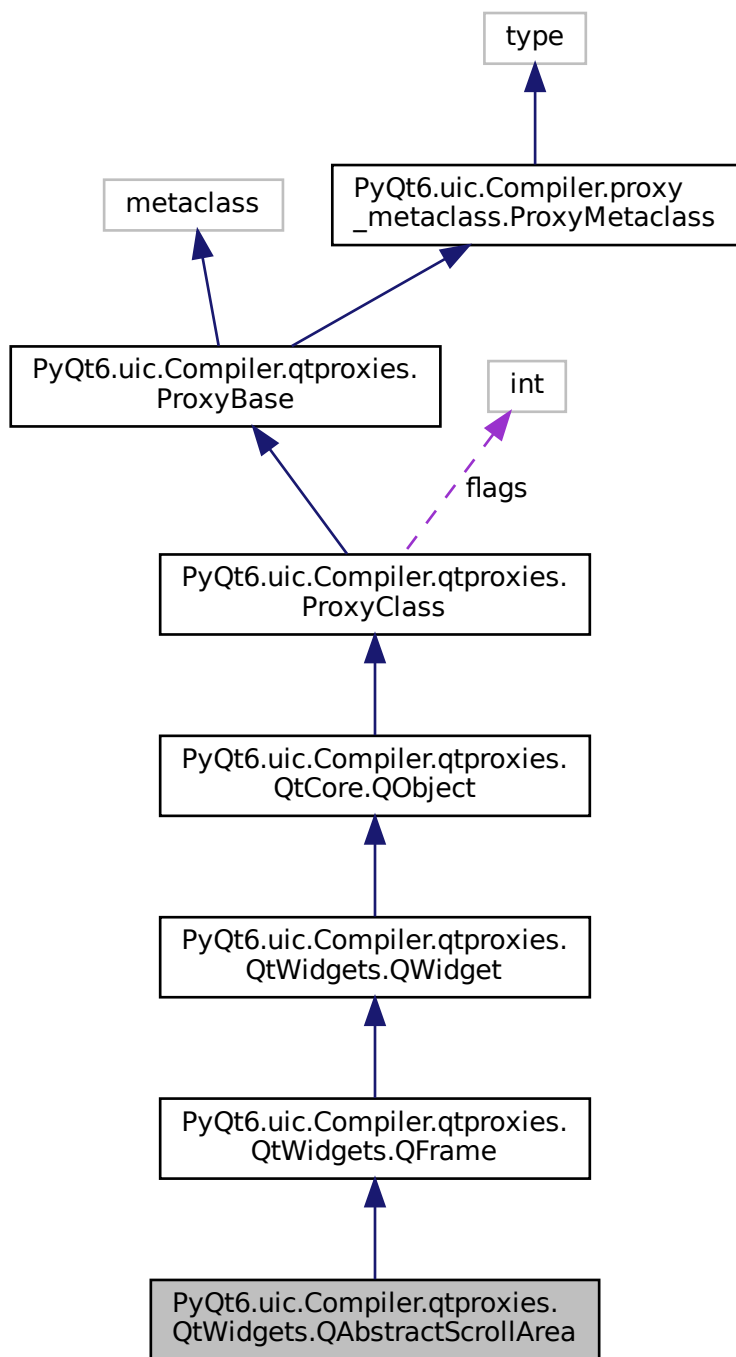 type
PyQt6.uic.Compiler.proxy
_metaclass.ProxyMetaclass
metaclass
PyQt6.uic.Compiler.qtproxies.
ProxyBase
int
flags
PyQt6.uic.Compiler.qtproxies.
ProxyClass
PyQt6.uic.Compiler.qtproxies.
QtCore.QObject
PyQt6.uic.Compiler.qtproxies.
QtWidgets.QWidget
PyQt6.uic.Compiler.qtproxies.
QtWidgets.QFrame
PyQt6.uic.Compiler.qtproxies.
QtWidgets.QAbstractScrollArea